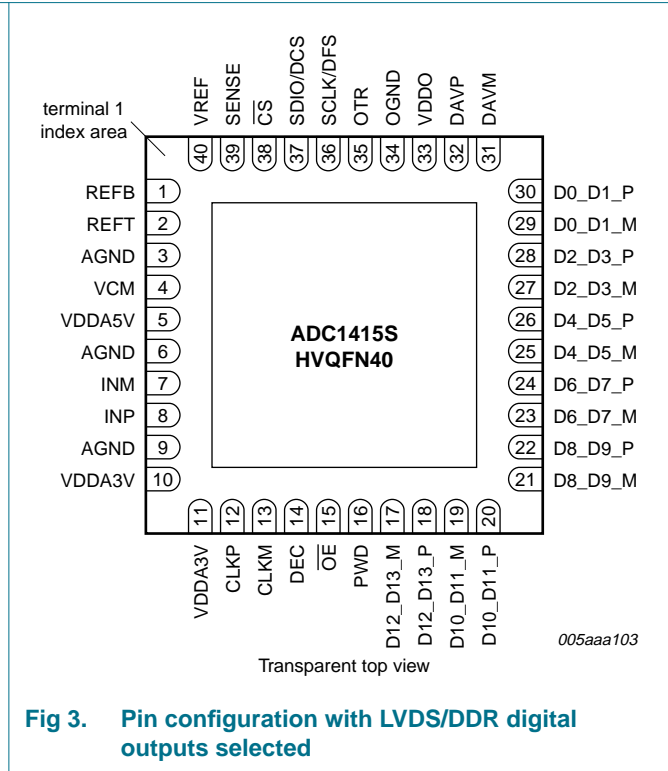 terminal 1
index area
VREF
SENSE
C̅S̅
SDIO/DCS
SCLK/DFS
OTR
OGND
VDDO
DAVP
DAVM
40
39
38
37
36
35
34
33
32
31
REFB 1
REFT 2
AGND 3
VCM 4
VDDA5V 5
AGND 6
INM 7
INP 8
AGND 9
VDDA3V 10
ADC1415S
HVQFN40
30 D0_D1_P
29 D0_D1_M
28 D2_D3_P
27 D2_D3_M
26 D4_D5_P
25 D4_D5_M
24 D6_D7_P
23 D6_D7_M
22 D8_D9_P
21 D8_D9_M
11
12
13
14
15
16
17
18
19
20
VDDA3V
CLKP
CLKM
DEC
O̅E̅
PWD
D12_D13_M
D12_D13_P
D10_D11_M
D10_D11_P
005aaa103
Transparent top view
Fig 3. Pin configuration with LVDS/DDR digital
outputs selected